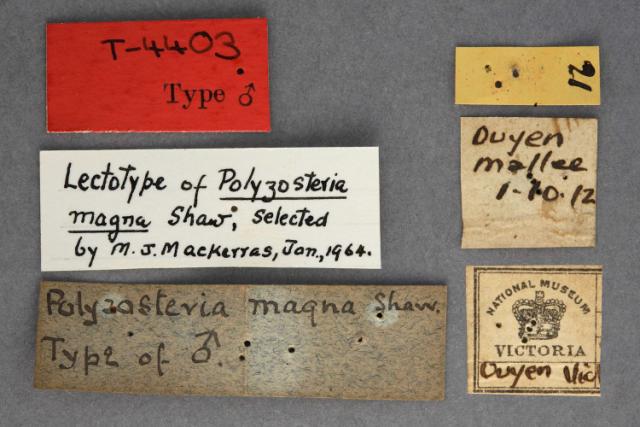 T-4403
Type ♂
Lectotype of Polyzosteria
magna Shaw, selected
by M. J. Mackerras, Jan., 1964.
Polyzosteria magna Shaw.
Type of ♂.
21
Ouyen
mallee
1-10.12
NATIONAL MUSEUM
VICTORIA
Ouyen Vic